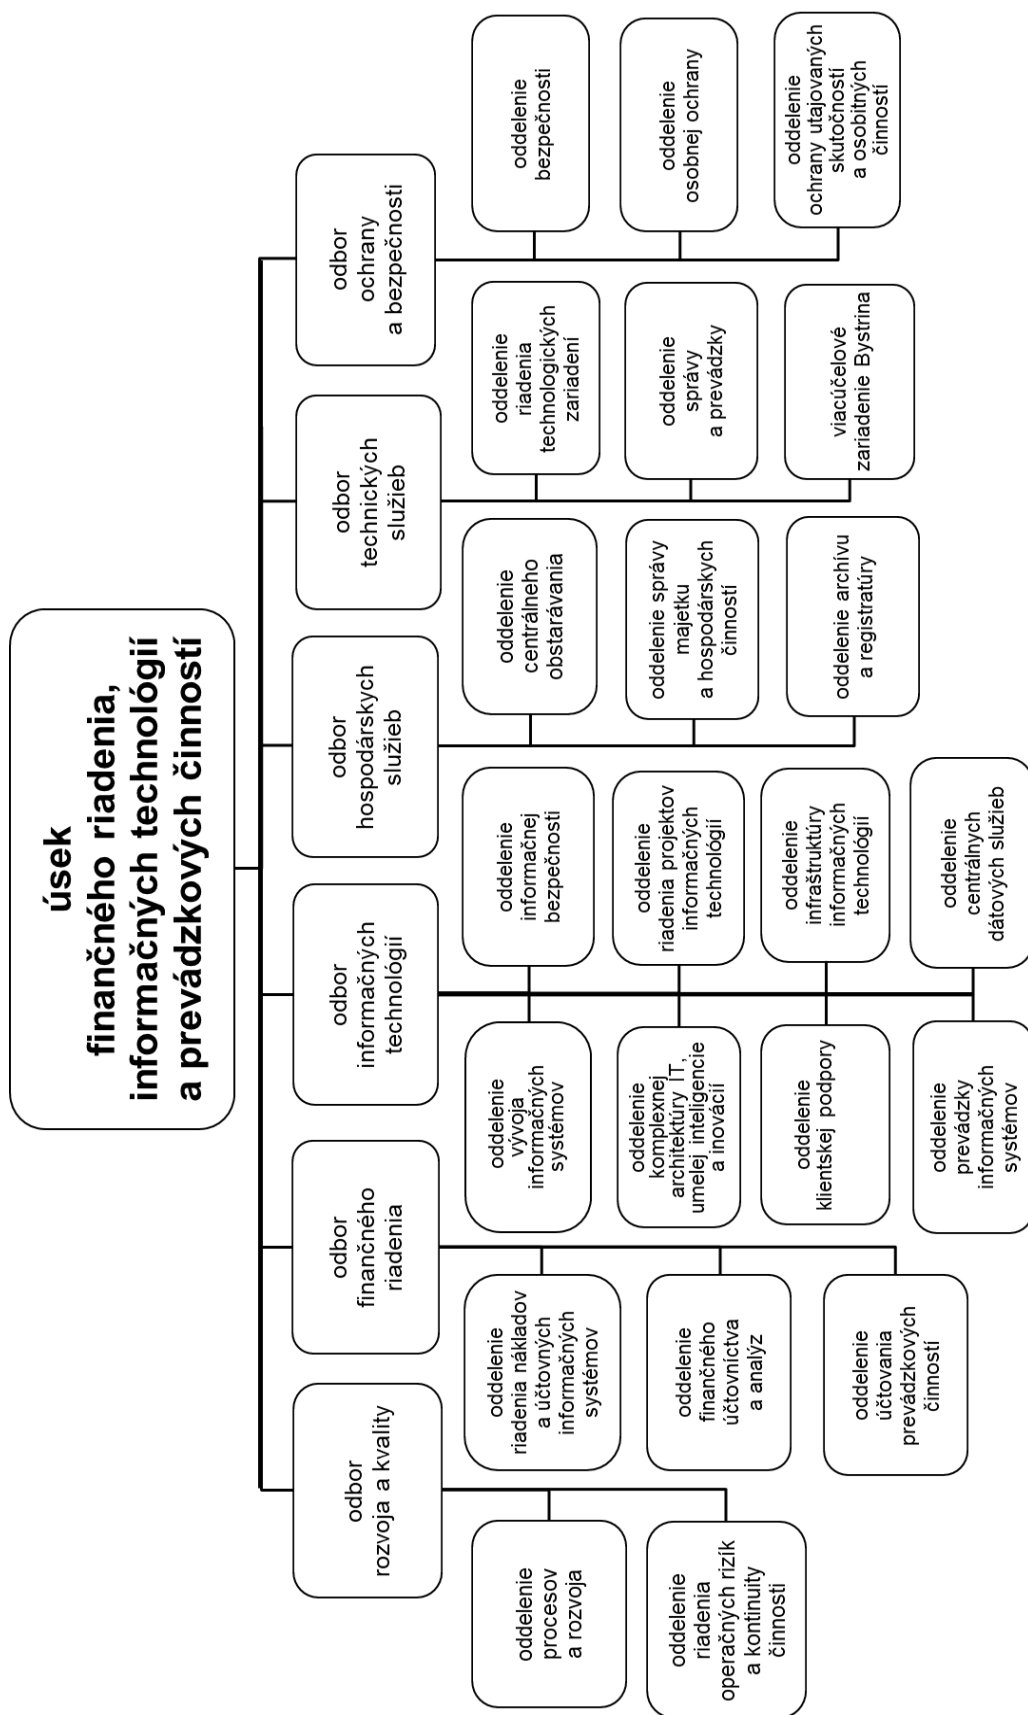 úsek
finančného riadenia,
informačných technológií
a prevádzkových činností
odbor
rozvoja a kvality
oddelenie
procesov
a rozvoja
oddelenie
riadenia
operačných rizík
a kontinuity
činnosti
odbor
finančného
riadenia
oddelenie
riadenia nákladov
a účtovných
informačných
systémov
oddelenie
finančného
účtovníctva
a analýz
oddelenie
účtovania
prevádzkových
činností
odbor
informačných
technológií
oddelenie
vývoja
informačných
systémov
oddelenie
komplexnej
architektúry IT,
umelej inteligencie
a inovácií
oddelenie
klientskej podpory
oddelenie
prevádzky
informačných
systémov
oddelenie
informačnej
bezpečnosti
oddelenie
riadenia projektov
informačných
technológií
oddelenie
infraštruktúry
informačných
technológií
oddelenie
centrálnych
dátových služieb
odbor
hospodárskych
služieb
oddelenie
centrálneho
obstarávania
oddelenie správy
majetku
a hospodárskych
činností
oddelenie archívu
a registratúry
odbor
technických
služieb
oddelenie
riadenia
technologických
zariadení
oddelenie
správy
a prevádzky
viacúčelové
zariadenie Bystrina
odbor
ochrany
a bezpečnosti
oddelenie
bezpečnosti
oddelenie
osobnej ochrany
oddelenie
ochrany utajovaných
skutočností
a osobitných
činností